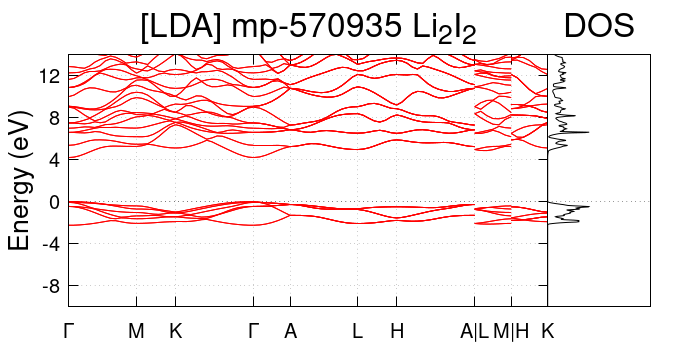 [LDA] mp-570935 Li2I2 DOS
Energy (eV)
12
8
4
0
-4
-8
Γ M K Γ A L H A|L M|H K